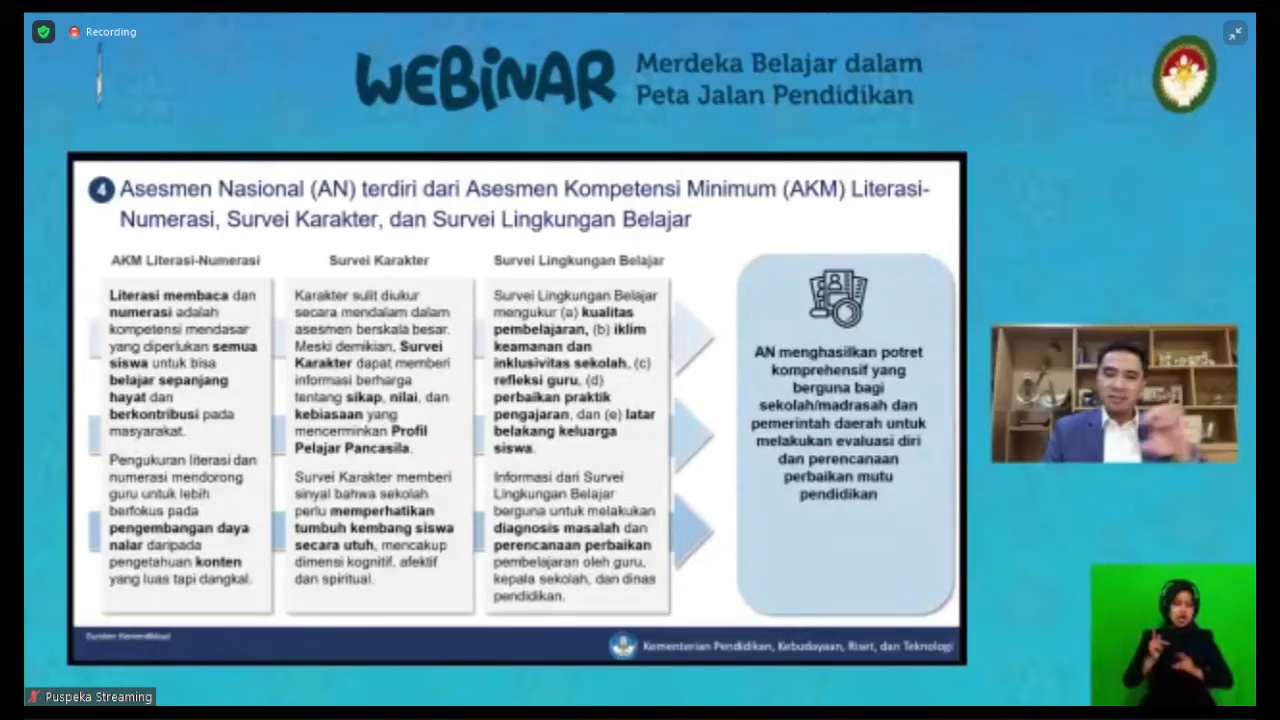 Recording
WEBINAR
Merdeka Belajar dalam
Peta Jalan Pendidikan
4 Asesmen Nasional (AN) terdiri dari Asesmen Kompetensi Minimum (AKM) Literasi-
Numerasi, Survei Karakter, dan Survei Lingkungan Belajar
AKM Literasi-Numerasi
Literasi membaca dan
numerasi adalah
kompetensi mendasar
yang diperlukan semua
siswa untuk bisa
belajar sepanjang
hayat dan
berkontribusi pada
masyarakat.
Pengukuran literasi dan
numerasi mendorong
guru untuk lebih
berfokus pada
pengembangan daya
nalar daripada
pengetahuan konten
yang luas tapi dangkal.
Survei Karakter
Karakter sulit diukur
secara mendalam dalam
asesmen berskala besar.
Meski demikian, Survei
Karakter dapat memberi
informasi berharga
tentang sikap, nilai, dan
kebiasaan yang
mencerminkan Profil
Pelajar Pancasila.
Survei Karakter memberi
sinyal bahwa sekolah
perlu memperhatikan
tumbuh kembang siswa
secara utuh, mencakup
dimensi kognitif, afektif
dan spiritual.
Survei Lingkungan Belajar
Survei Lingkungan Belajar
mengukur (a) kualitas
pembelajaran, (b) iklim
keamanan dan
inklusivitas sekolah, (c)
refleksi guru, (d)
perbaikan praktik
pengajaran, dan (e) latar
belakang keluarga
siswa.
Informasi dari Survei
Lingkungan Belajar
berguna untuk melakukan
diagnosis masalah dan
perencanaan perbaikan
pembelajaran oleh guru,
kepala sekolah, dan dinas
pendidikan.
AN menghasilkan potret
komprehensif yang
berguna bagi
sekolah/madrasah dan
pemerintah daerah untuk
melakukan evaluasi diri
dan perencanaan
perbaikan mutu
pendidikan
Sumber: Kemendikbud
Kementerian Pendidikan, Kebudayaan, Riset, dan Teknologi
Puspeka Streaming